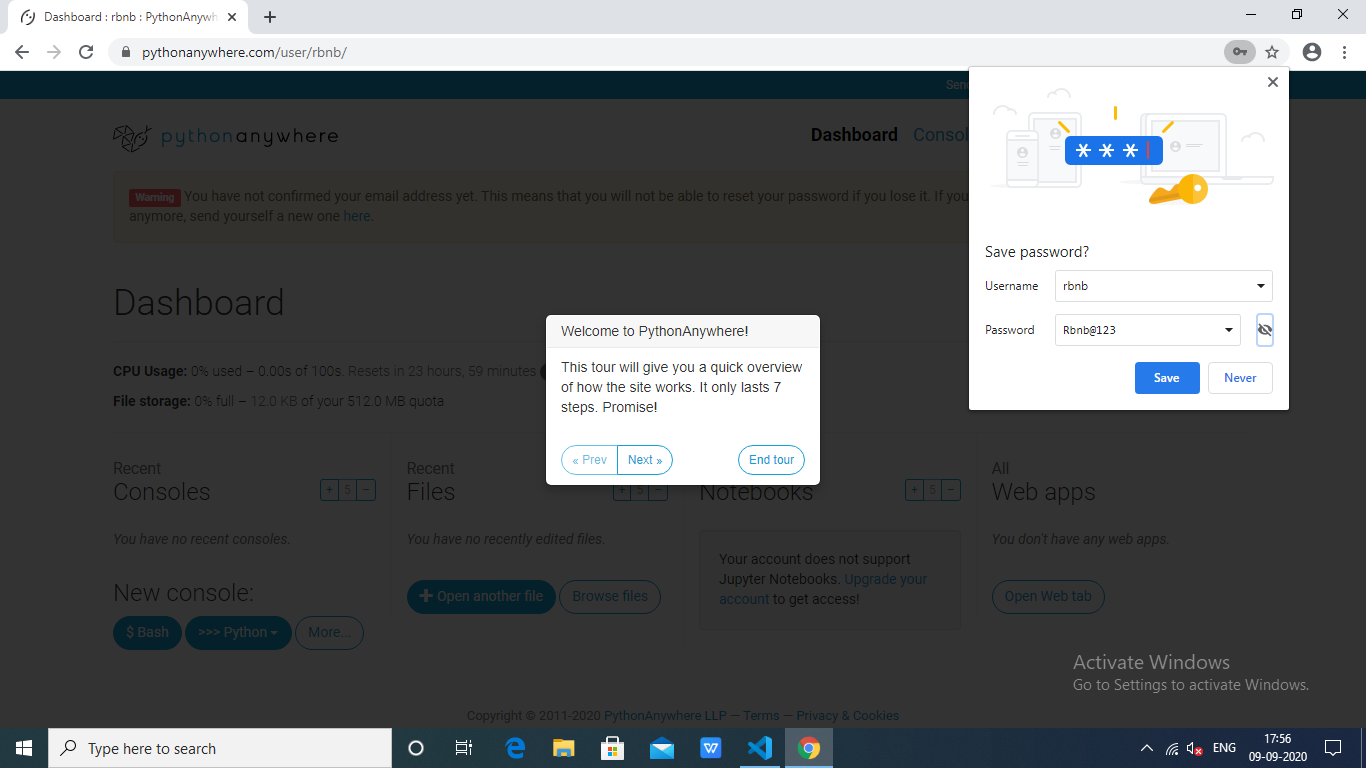 Dashboard : rbnb : PythonAnywh
pythonanywhere.com/user/rbnb/
Send
pythonanywhere
Dashboard Consol
Warning You have not confirmed your email address yet. This means that you will not be able to reset your password if you lose it. If you
anymore, send yourself a new one here.
Save password?
Username rbnb
Password Rbnb@123
Save Never
Dashboard
Welcome to PythonAnywhere!
This tour will give you a quick overview
of how the site works. It only lasts 7
steps. Promise!
« Prev Next » End tour
CPU Usage: 0% used – 0.00s of 100s. Resets in 23 hours, 59 minutes
File storage: 0% full – 12.0 KB of your 512.0 MB quota
Recent
Consoles + 5 −
You have no recent consoles.
New console:
$ Bash >>> Python More...
Recent
Files + 5 −
You have no recently edited files.
+ Open another file Browse files
Notebooks + 5 −
Your account does not support
Jupyter Notebooks. Upgrade your
account to get access!
All
Web apps
You don't have any web apps.
Open Web tab
Activate Windows
Go to Settings to activate Windows.
Copyright © 2011-2020 PythonAnywhere LLP — Terms — Privacy & Cookies
Type here to search
ENG
17:56
09-09-2020